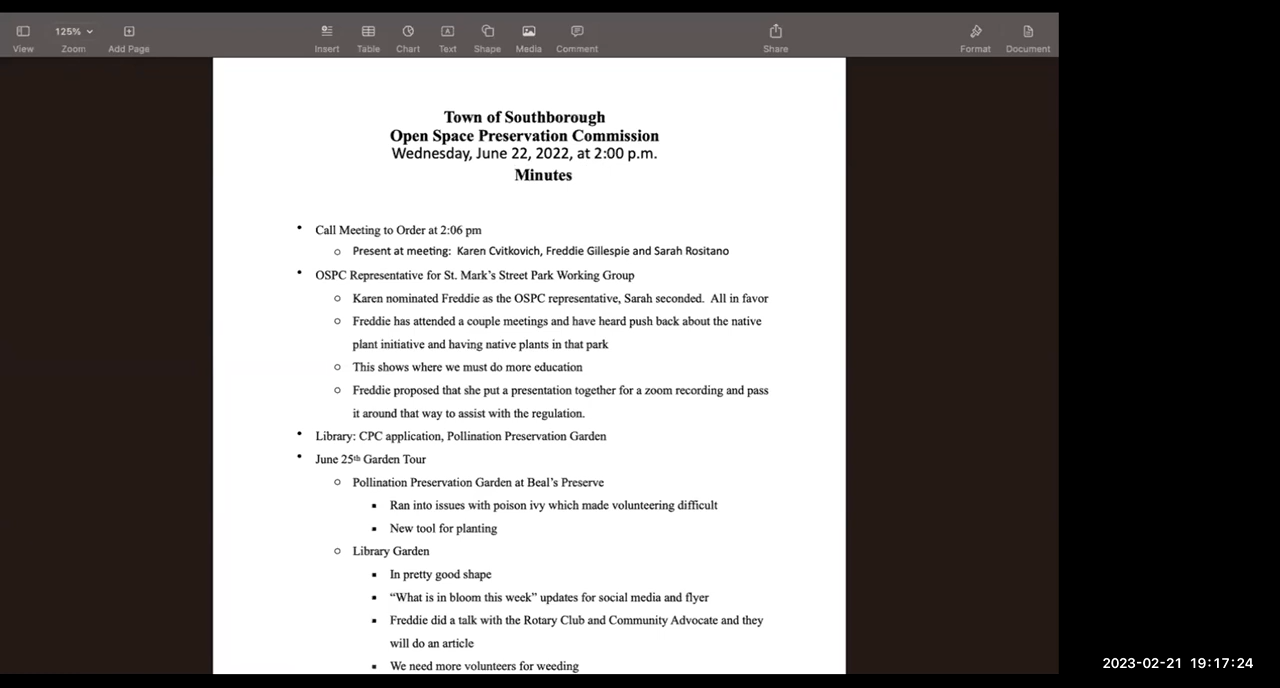 125%
View
Zoom
Add Page
Insert
Table
Chart
Text
Shape
Media
Comment
Share
Format
Document
Town of Southborough
Open Space Preservation Commission
Wednesday, June 22, 2022, at 2:00 p.m.
Minutes
• Call Meeting to Order at 2:06 pm
○ Present at meeting: Karen Cvitkovich, Freddie Gillespie and Sarah Rositano
• OSPC Representative for St. Mark’s Street Park Working Group
○ Karen nominated Freddie as the OSPC representative, Sarah seconded. All in favor
○ Freddie has attended a couple meetings and have heard push back about the native
plant initiative and having native plants in that park
○ This shows where we must do more education
○ Freddie proposed that she put a presentation together for a zoom recording and pass
it around that way to assist with the regulation.
• Library: CPC application, Pollination Preservation Garden
• June 25th Garden Tour
○ Pollination Preservation Garden at Beal’s Preserve
▪ Ran into issues with poison ivy which made volunteering difficult
▪ New tool for planting
○ Library Garden
▪ In pretty good shape
▪ “What is in bloom this week” updates for social media and flyer
▪ Freddie did a talk with the Rotary Club and Community Advocate and they
will do an article
▪ We need more volunteers for weeding
2023-02-21 19:17:24